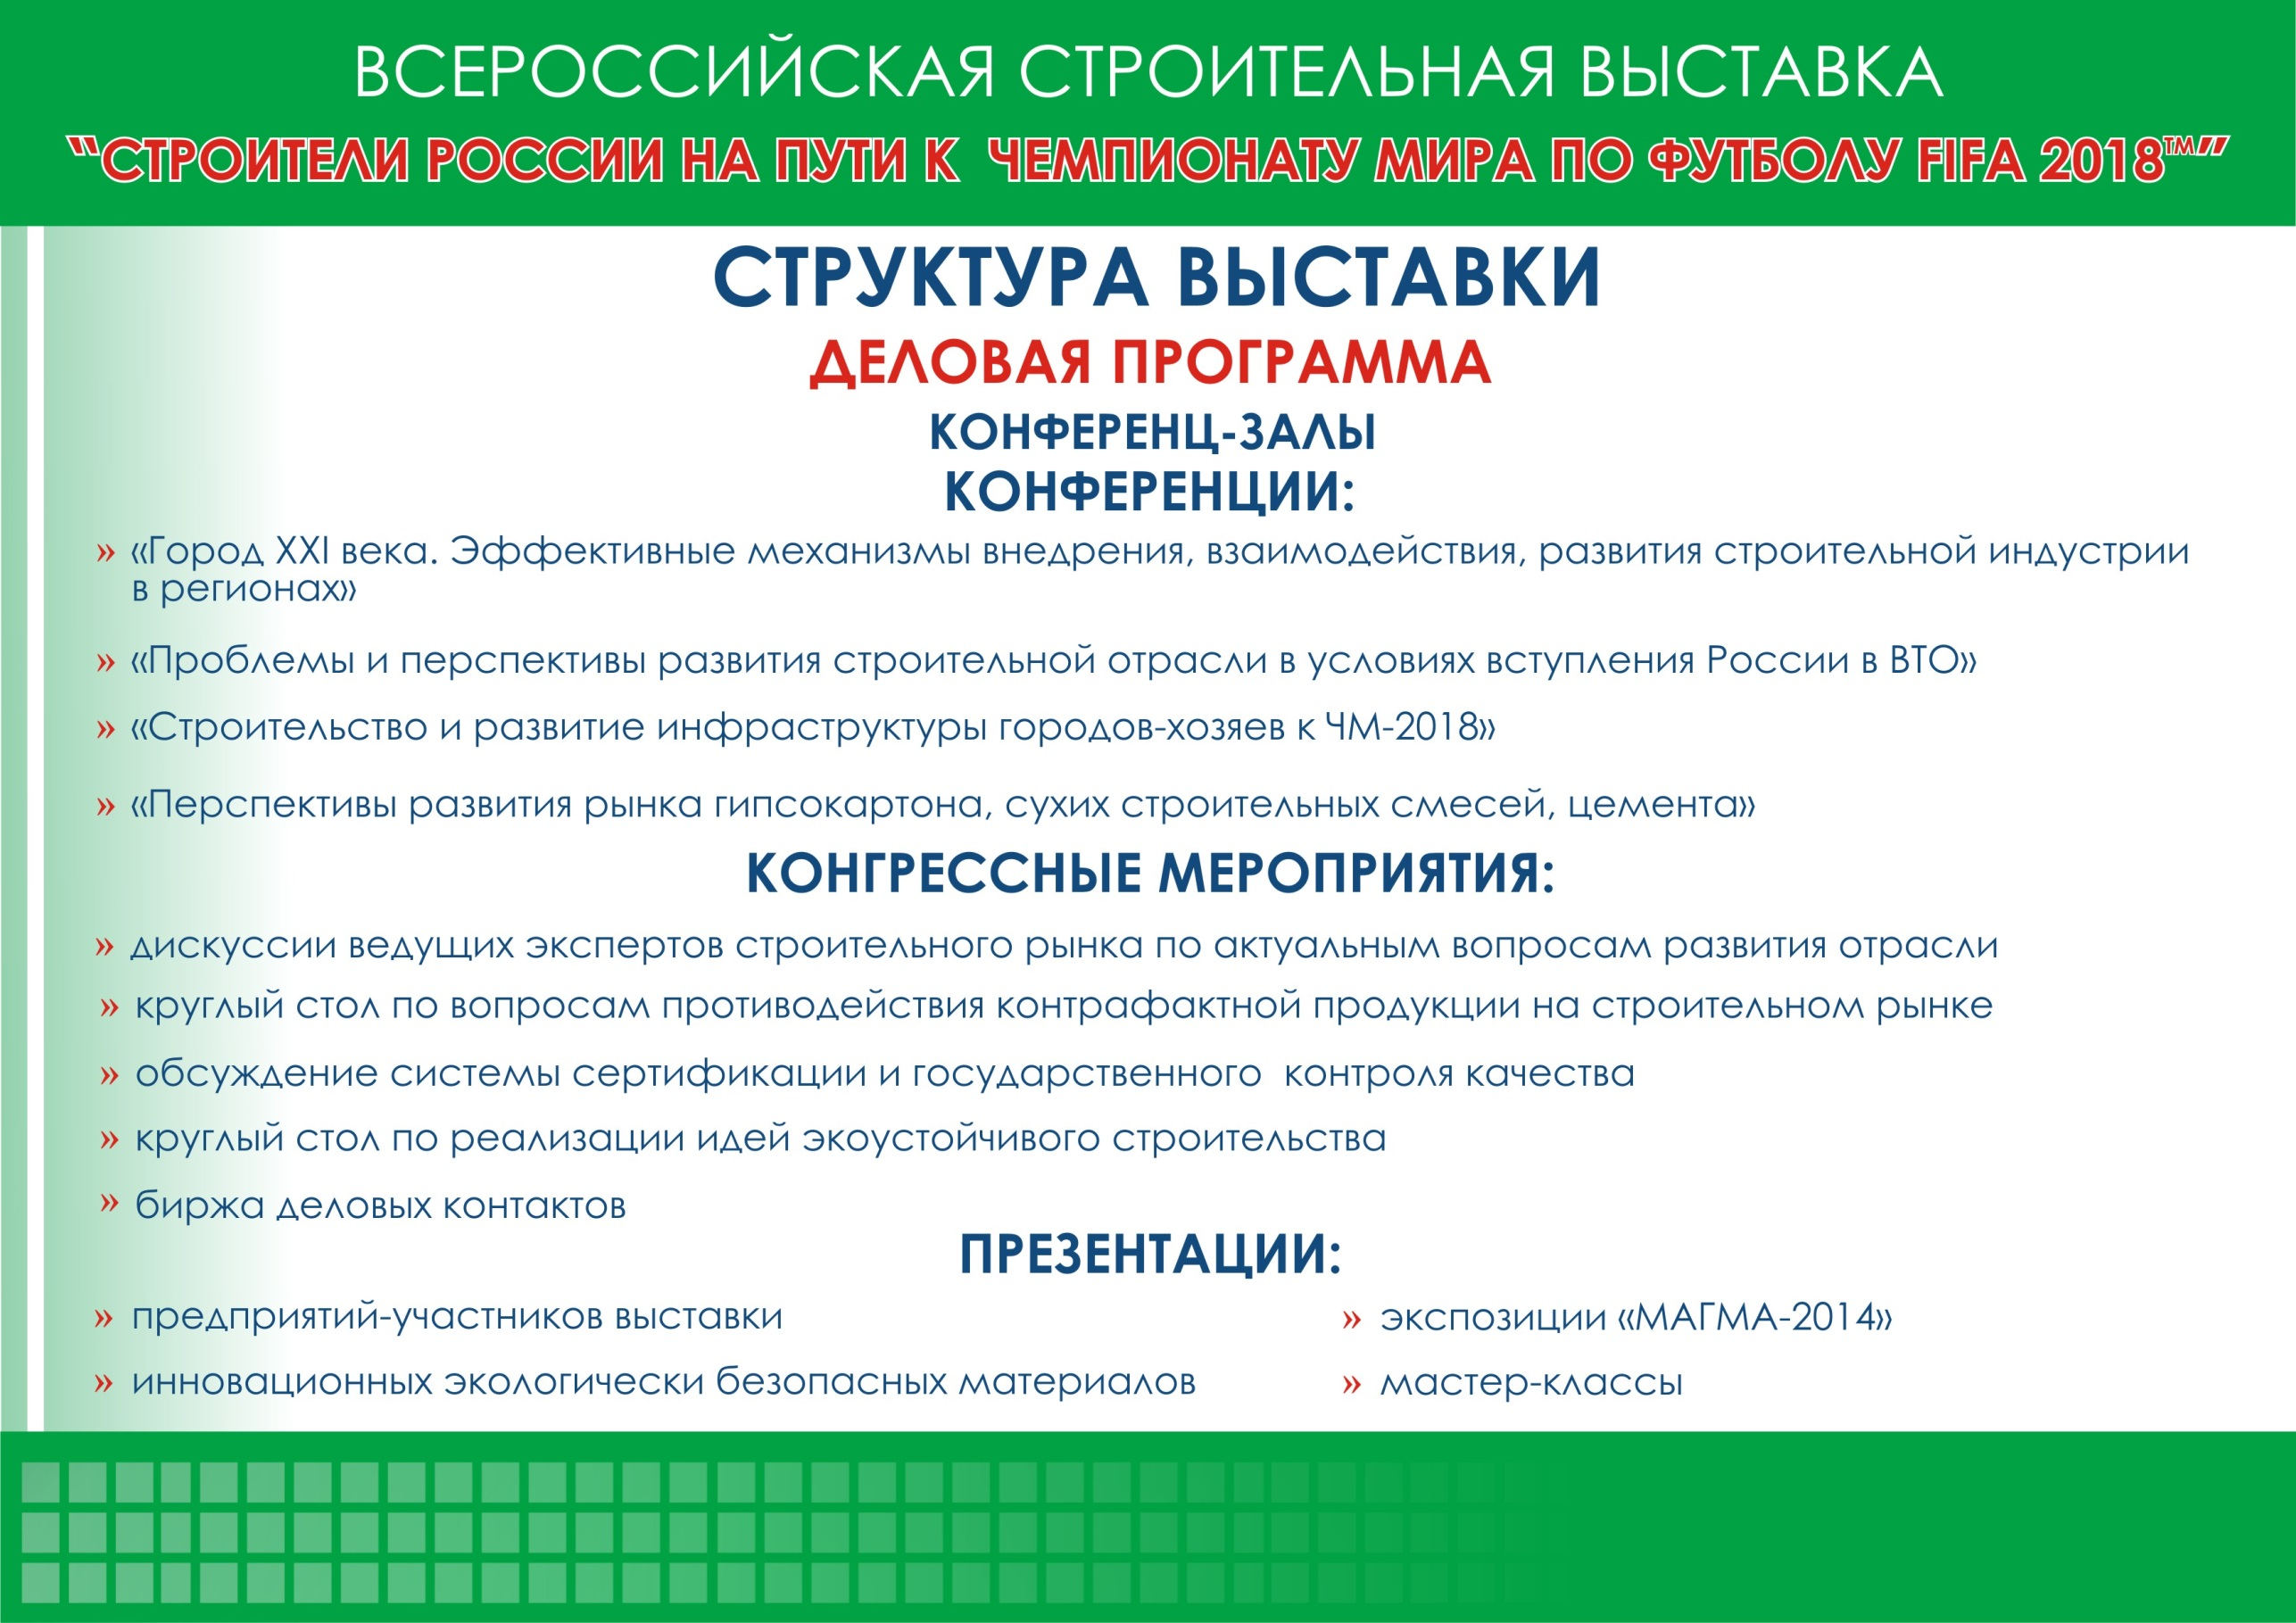 ВСЕРОССИЙСКАЯ СТРОИТЕЛЬНАЯ ВЫСТАВКА
“СТРОИТЕЛИ РОССИИ НА ПУТИ К ЧЕМПИОНАТУ МИРА ПО ФУТБОЛУ FIFA 2018™”
СТРУКТУРА ВЫСТАВКИ
ДЕЛОВАЯ ПРОГРАММА
КОНФЕРЕНЦ-ЗАЛЫ
КОНФЕРЕНЦИИ:
» «Город XXI века. Эффективные механизмы внедрения, взаимодействия, развития строительной индустрии
в регионах»
» «Проблемы и перспективы развития строительной отрасли в условиях вступления России в ВТО»
» «Строительство и развитие инфраструктуры городов-хозяев к ЧМ-2018»
» «Перспективы развития рынка гипсокартона, сухих строительных смесей, цемента»
КОНГРЕССНЫЕ МЕРОПРИЯТИЯ:
» дискуссии ведущих экспертов строительного рынка по актуальным вопросам развития отрасли
» круглый стол по вопросам противодействия контрафактной продукции на строительном рынке
» обсуждение системы сертификации и государственного контроля качества
» круглый стол по реализации идей экоустойчивого строительства
» биржа деловых контактов
ПРЕЗЕНТАЦИИ:
» предприятий-участников выставки
» инновационных экологически безопасных материалов
» экспозиции «МАГМА-2014»
» мастер-классы